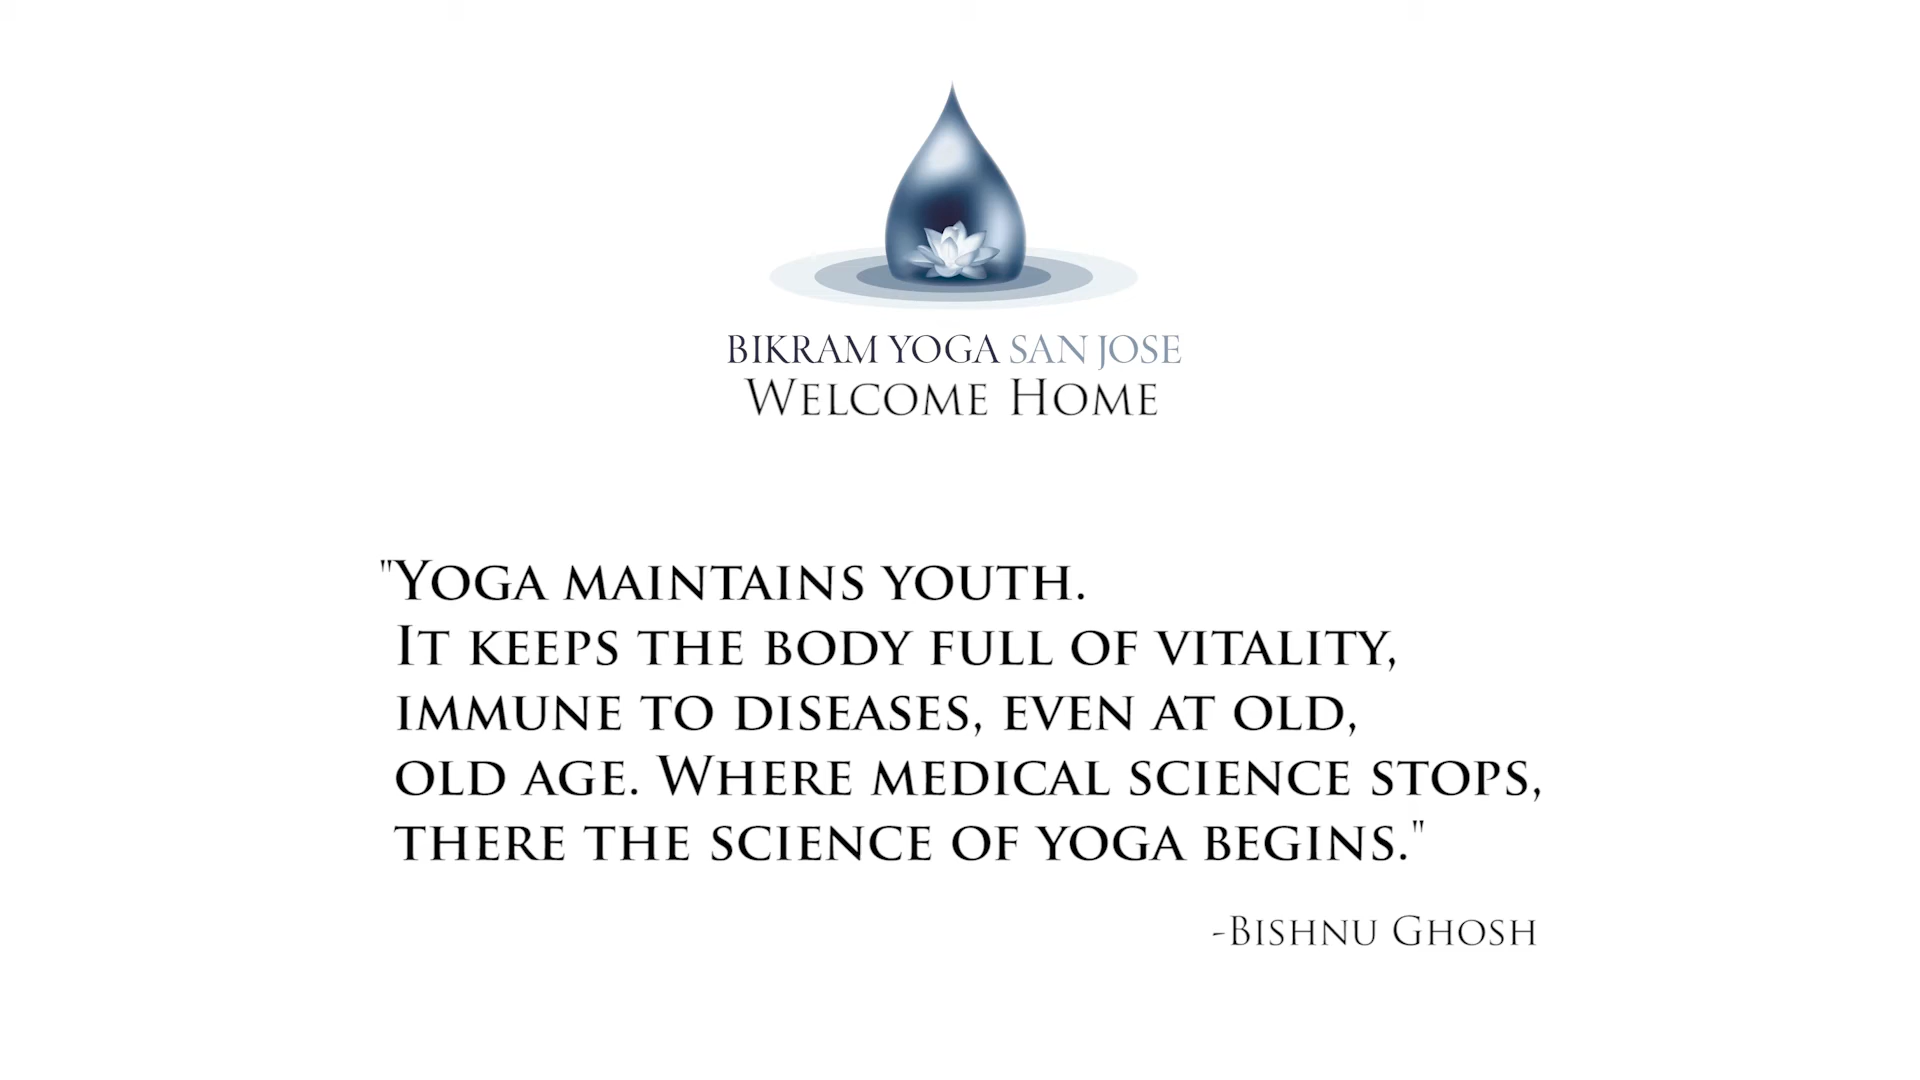 BIKRAM YOGA SAN JOSE
WELCOME HOME
"YOGA MAINTAINS YOUTH.
IT KEEPS THE BODY FULL OF VITALITY,
IMMUNE TO DISEASES, EVEN AT OLD,
OLD AGE. WHERE MEDICAL SCIENCE STOPS,
THERE THE SCIENCE OF YOGA BEGINS."
-BISHNU GHOSH